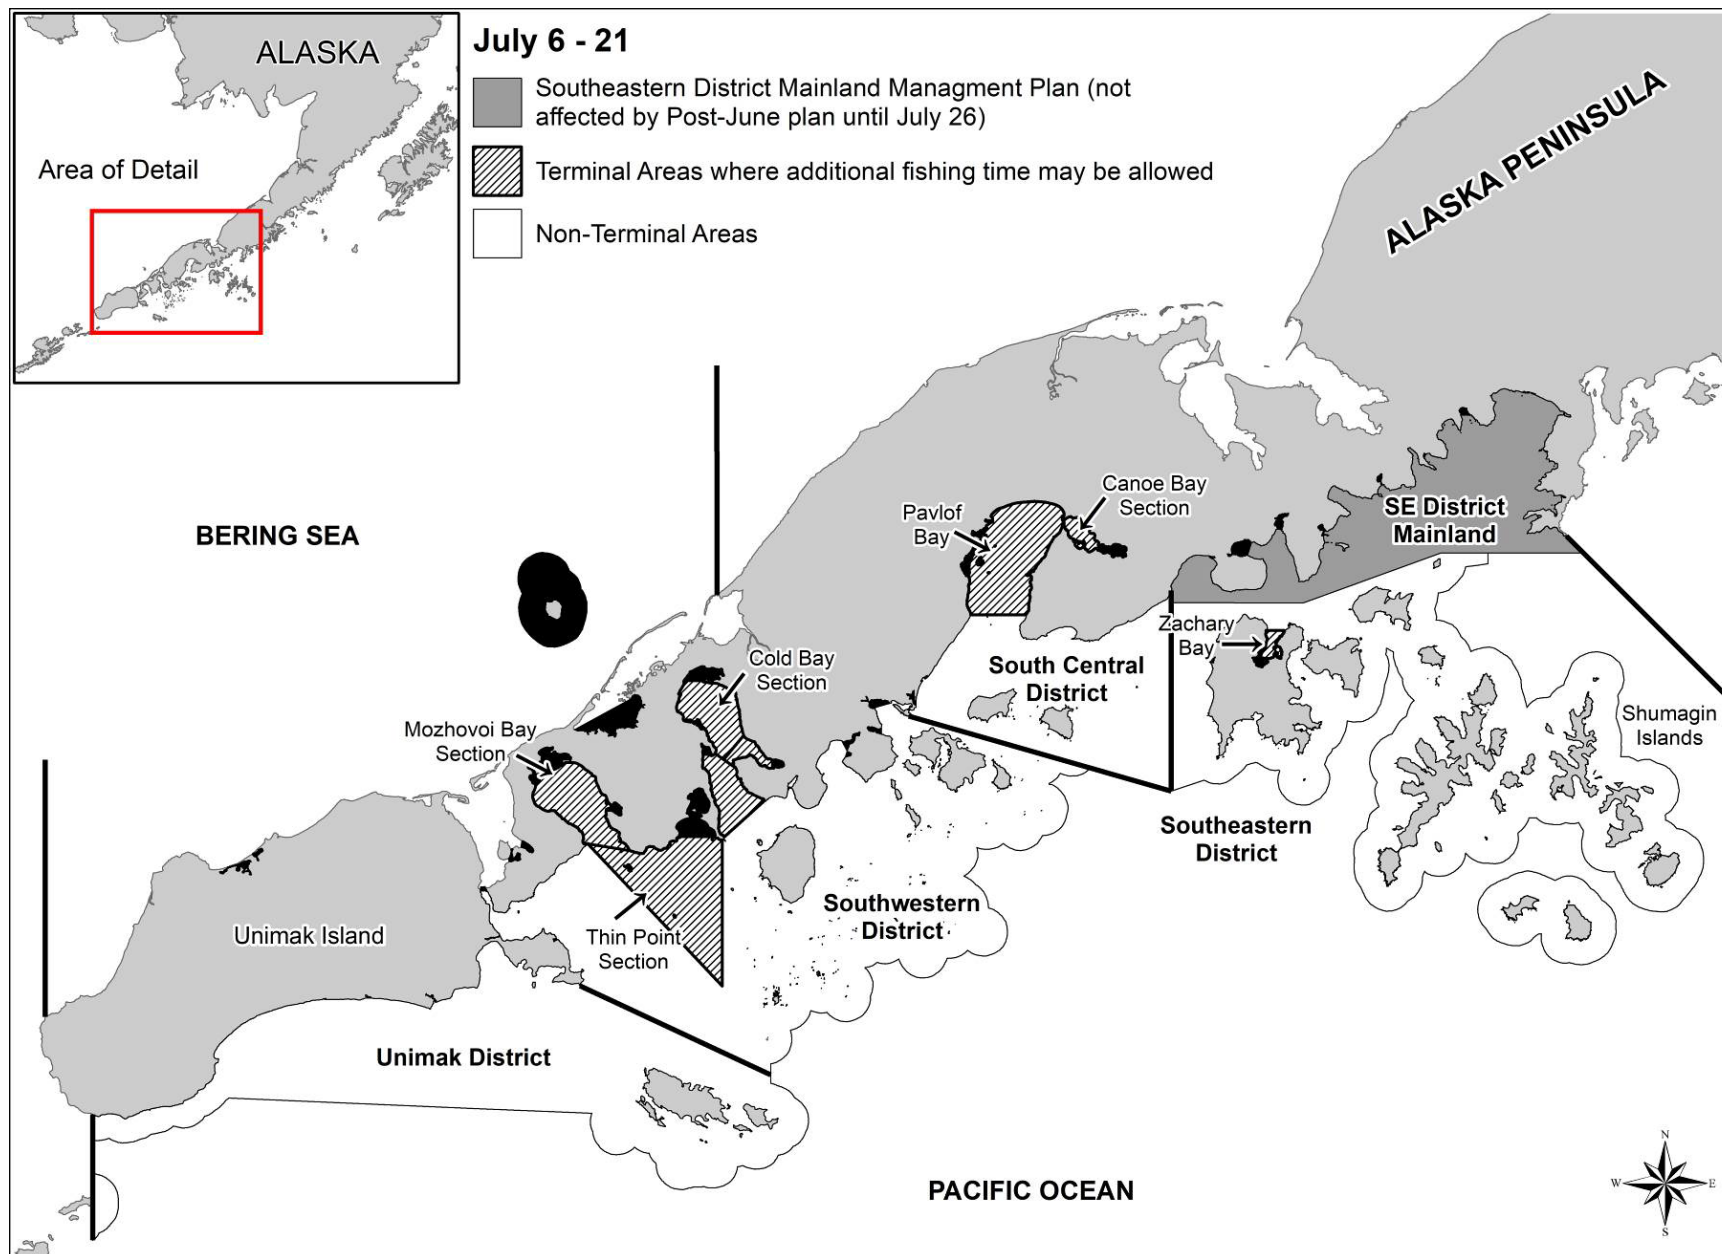 ALASKA
Area of Detail
July 6 - 21
Southeastern District Mainland Managment Plan (not
affected by Post-June plan until July 26)
Terminal Areas where additional fishing time may be allowed
Non-Terminal Areas
ALASKA PENINSULA
BERING SEA
Canoe Bay
Section
Pavlof
Bay
SE District
Mainland
Zachary
Bay
Cold Bay
Section
South Central
District
Mozhovoi Bay
Section
Shumagin
Islands
Southeastern
District
Southwestern
District
Unimak Island
Thin Point
Section
Unimak District
PACIFIC OCEAN
N
W
E
S